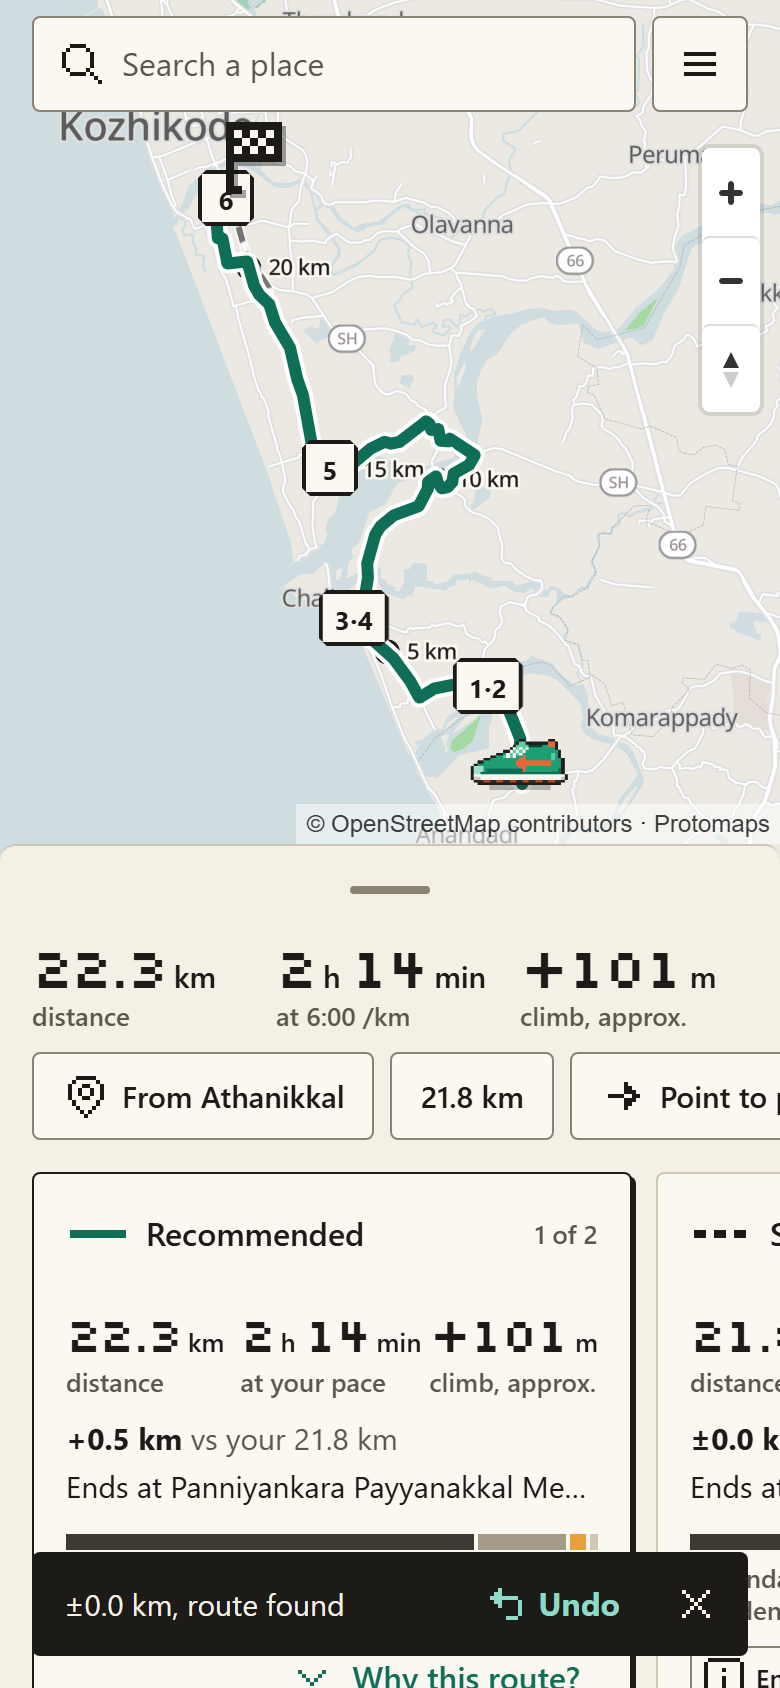 Search a place
Kozhikode
Perum
6
Olavanna
66
20 km
SH
5
15 km
10 km
SH
66
Cha
3·4
5 km
1·2
Komarappady
© OpenStreetMap contributors · Protomaps
22.3 km
distance
2 h 14 min
at 6:00 /km
+101 m
climb, approx.
From Athanikkal
21.8 km
Point to
Recommended
1 of 2
22.3 km
distance
2 h 14 min
at your pace
+101 m
climb, approx.
+0.5 km vs your 21.8 km
Ends at Panniyankara Payyanakkal Me...
21.
distance
±0.0 k
Ends at
±0.0 km, route found
Undo
Why this route?